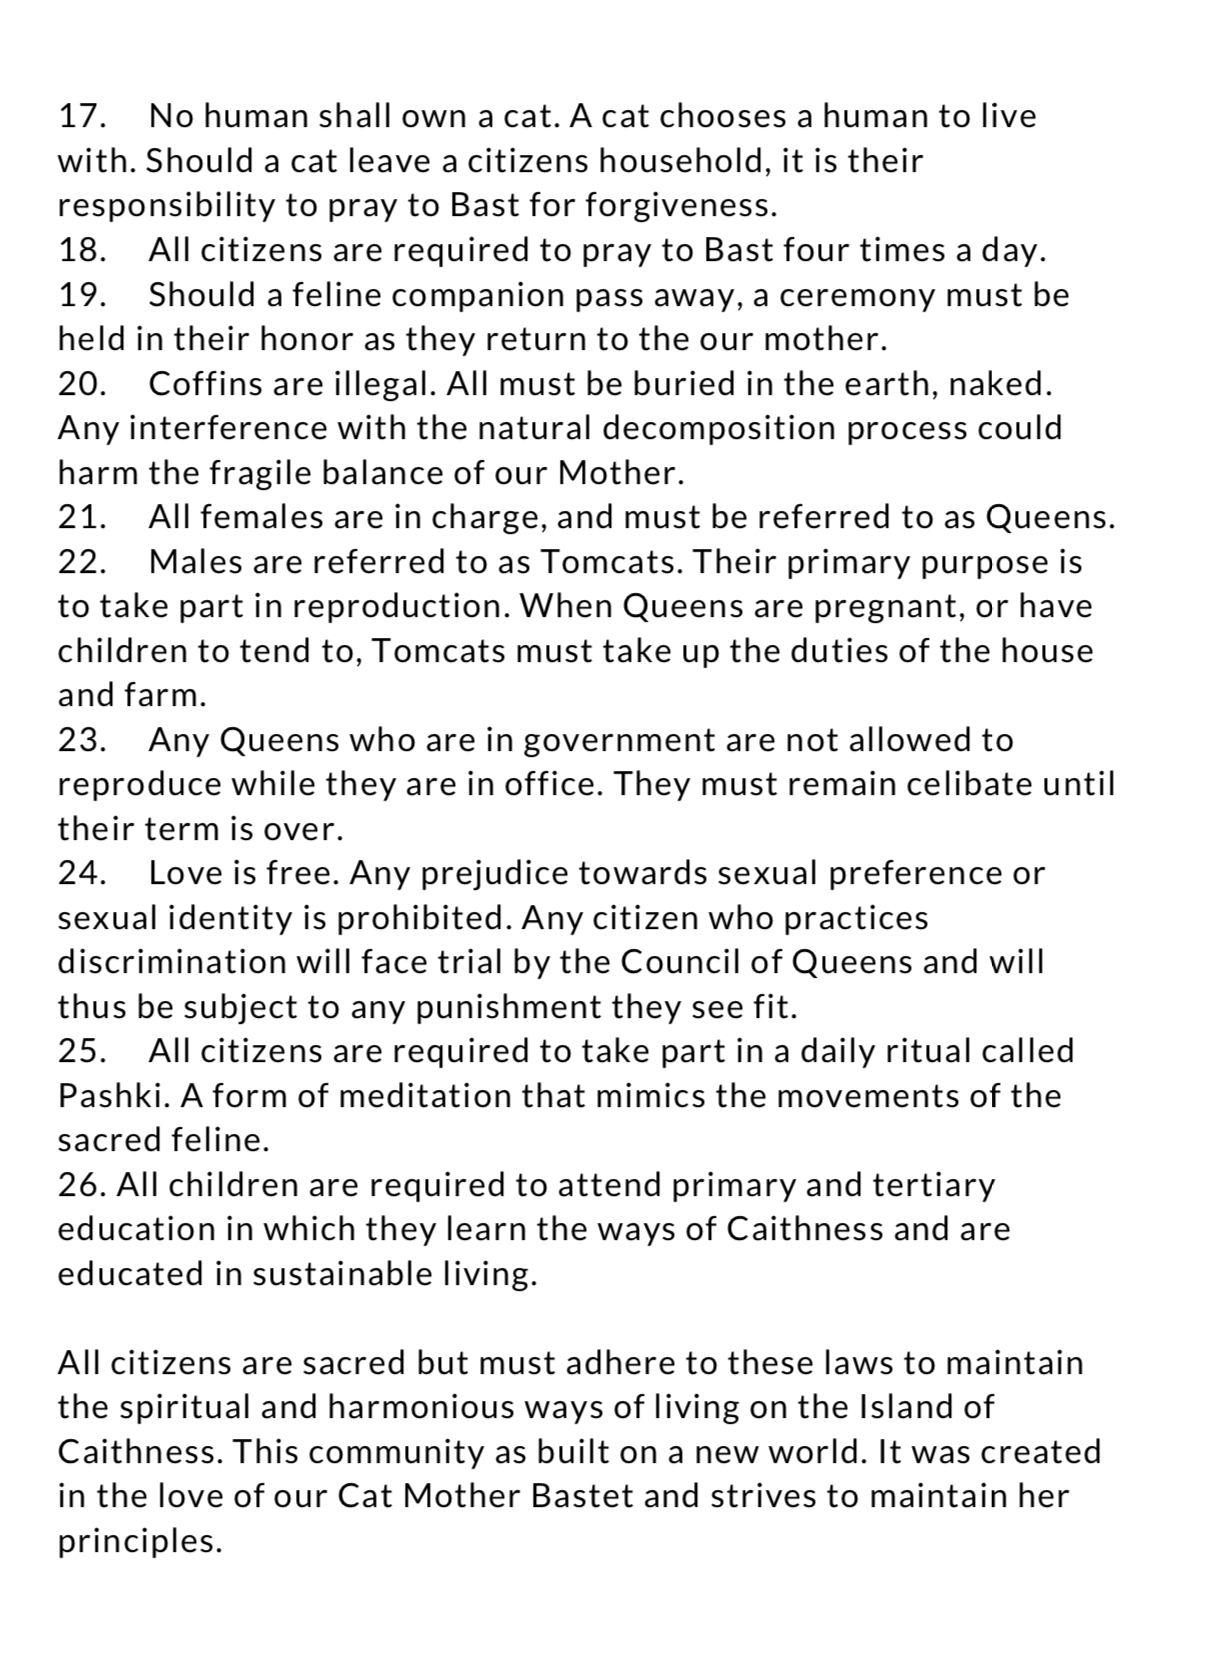 17. No human shall own a cat. A cat chooses a human to live
with. Should a cat leave a citizens household, it is their
responsibility to pray to Bast for forgiveness.
18. All citizens are required to pray to Bast four times a day.
19. Should a feline companion pass away, a ceremony must be
held in their honor as they return to the our mother.
20. Coffins are illegal. All must be buried in the earth, naked.
Any interference with the natural decomposition process could
harm the fragile balance of our Mother.
21. All females are in charge, and must be referred to as Queens.
22. Males are referred to as Tomcats. Their primary purpose is
to take part in reproduction. When Queens are pregnant, or have
children to tend to, Tomcats must take up the duties of the house
and farm.
23. Any Queens who are in government are not allowed to
reproduce while they are in office. They must remain celibate until
their term is over.
24. Love is free. Any prejudice towards sexual preference or
sexual identity is prohibited. Any citizen who practices
discrimination will face trial by the Council of Queens and will
thus be subject to any punishment they see fit.
25. All citizens are required to take part in a daily ritual called
Pashki. A form of meditation that mimics the movements of the
sacred feline.
26. All children are required to attend primary and tertiary
education in which they learn the ways of Caithness and are
educated in sustainable living.
All citizens are sacred but must adhere to these laws to maintain
the spiritual and harmonious ways of living on the Island of
Caithness. This community as built on a new world. It was created
in the love of our Cat Mother Bastet and strives to maintain her
principles.